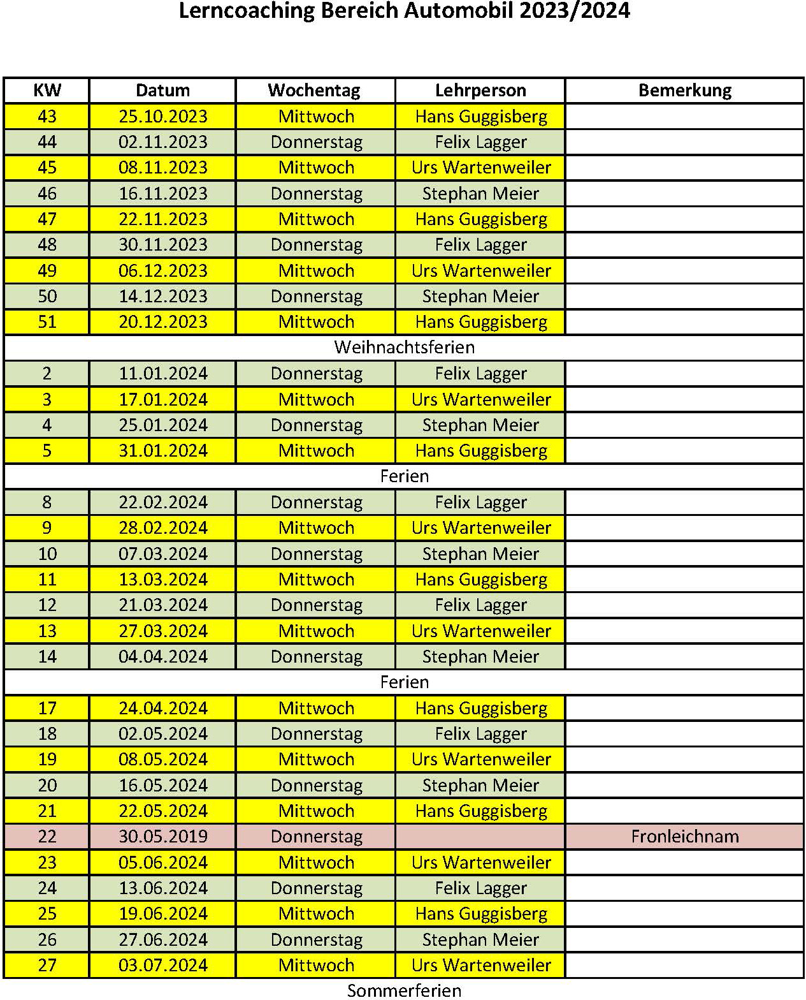 Lerncoaching Bereich Automobil 2023/2024
KW Datum Wochentag Lehrperson Bemerkung
43 25.10.2023 Mittwoch Hans Guggisberg
44 02.11.2023 Donnerstag Felix Lagger
45 08.11.2023 Mittwoch Urs Wartenweiler
46 16.11.2023 Donnerstag Stephan Meier
47 22.11.2023 Mittwoch Hans Guggisberg
48 30.11.2023 Donnerstag Felix Lagger
49 06.12.2023 Mittwoch Urs Wartenweiler
50 14.12.2023 Donnerstag Stephan Meier
51 20.12.2023 Mittwoch Hans Guggisberg
Weihnachtsferien
2 11.01.2024 Donnerstag Felix Lagger
3 17.01.2024 Mittwoch Urs Wartenweiler
4 25.01.2024 Donnerstag Stephan Meier
5 31.01.2024 Mittwoch Hans Guggisberg
Ferien
8 22.02.2024 Donnerstag Felix Lagger
9 28.02.2024 Mittwoch Urs Wartenweiler
10 07.03.2024 Donnerstag Stephan Meier
11 13.03.2024 Mittwoch Hans Guggisberg
12 21.03.2024 Donnerstag Felix Lagger
13 27.03.2024 Mittwoch Urs Wartenweiler
14 04.04.2024 Donnerstag Stephan Meier
Ferien
17 24.04.2024 Mittwoch Hans Guggisberg
18 02.05.2024 Donnerstag Felix Lagger
19 08.05.2024 Mittwoch Urs Wartenweiler
20 16.05.2024 Donnerstag Stephan Meier
21 22.05.2024 Mittwoch Hans Guggisberg
22 30.05.2019 Donnerstag Fronleichnam
23 05.06.2024 Mittwoch Urs Wartenweiler
24 13.06.2024 Donnerstag Felix Lagger
25 19.06.2024 Mittwoch Hans Guggisberg
26 27.06.2024 Donnerstag Stephan Meier
27 03.07.2024 Mittwoch Urs Wartenweiler
Sommerferien